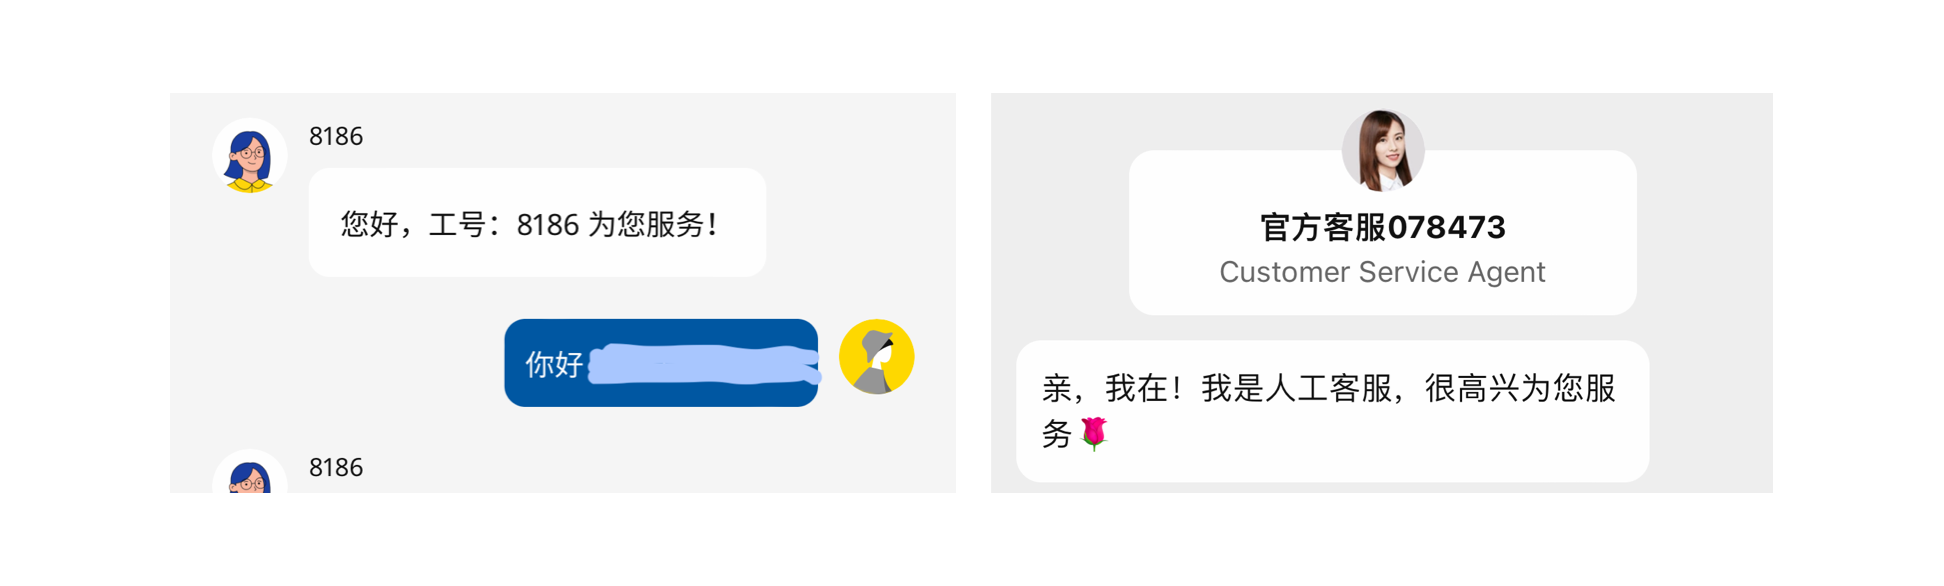 8186
您好，工号：8186 为您服务！
你好
8186
官方客服078473
Customer Service Agent
亲，我在！我是人工客服，很高兴为您服
务🌹